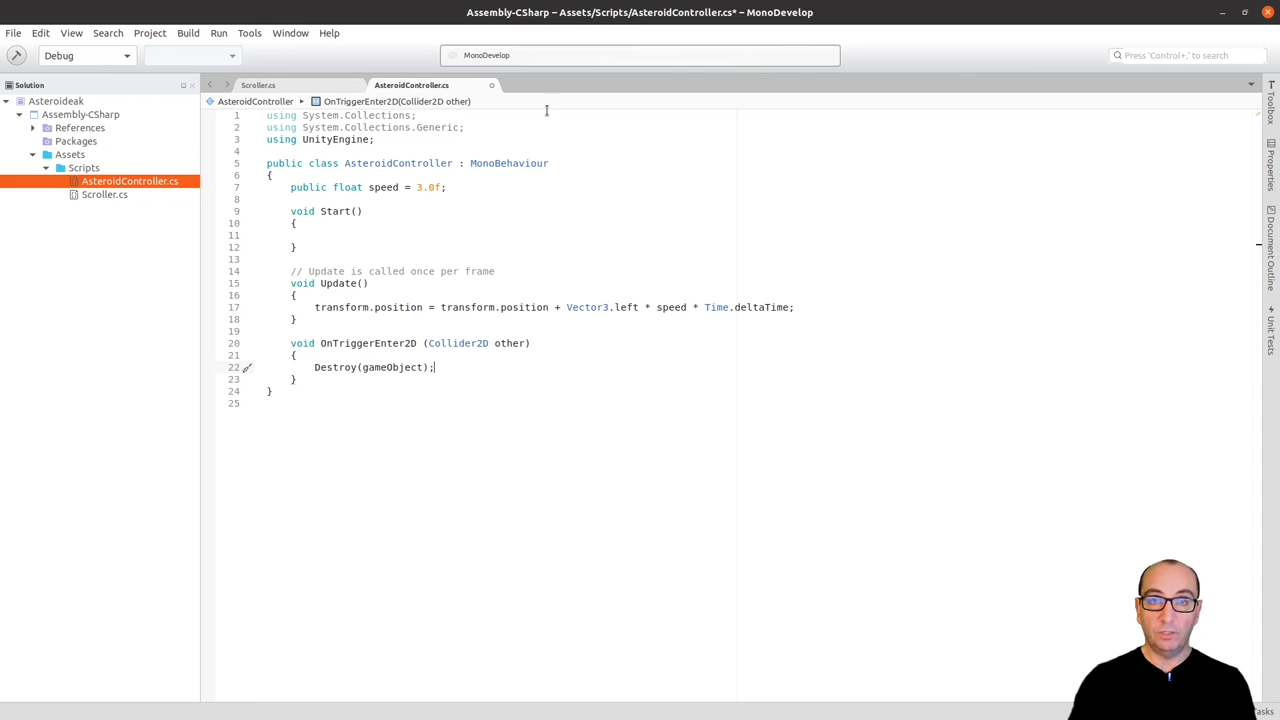 Assembly-CSharp – Assets/Scripts/AsteroidController.cs* – MonoDevelop
File Edit View Search Project Build Run Tools Window Help
Debug
MonoDevelop
Press 'Control+,' to search
Solution
Asteroideak
Assembly-CSharp
References
Packages
Assets
Scripts
AsteroidController.cs
Scroller.cs
Scroller.cs
AsteroidController.cs
AsteroidController ▸ OnTriggerEnter2D(Collider2D other)
1 using System.Collections;
2 using System.Collections.Generic;
3 using UnityEngine;
4
5 public class AsteroidController : MonoBehaviour
6 {
7 public float speed = 3.0f;
8
9 void Start()
10 {
11
12 }
13
14 // Update is called once per frame
15 void Update()
16 {
17 transform.position = transform.position + Vector3.left * speed * Time.deltaTime;
18 }
19
20 void OnTriggerEnter2D (Collider2D other)
21 {
22 Destroy(gameObject);
23 }
24 }
25
Toolbox
Properties
Document Outline
Unit Tests
Tasks